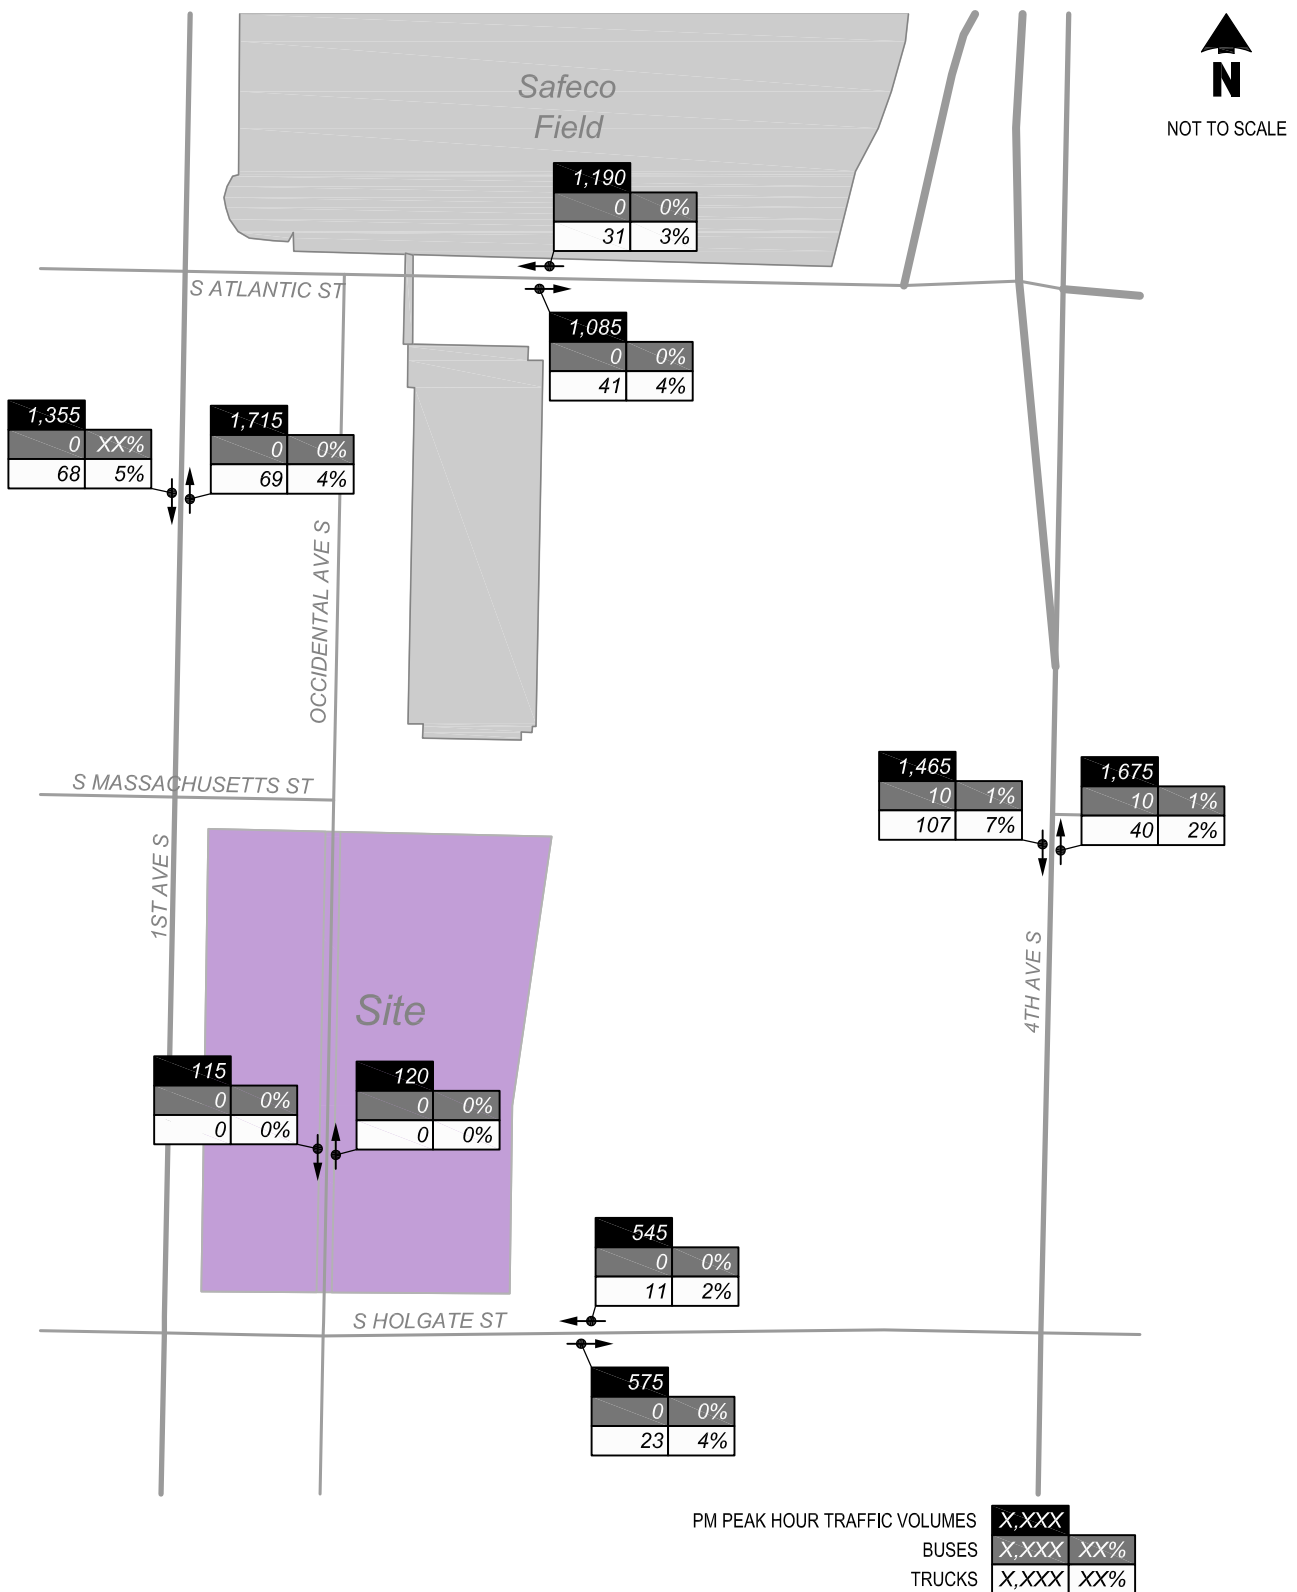 Safeco
Field
N
NOT TO SCALE
1,190
0 0%
31 3%
S ATLANTIC ST
1,085
0 0%
41 4%
1,355
0 XX%
68 5%
1,715
0 0%
69 4%
OCCIDENTAL AVE S
S MASSACHUSETTS ST
1,465
10 1%
107 7%
1,675
10 1%
40 2%
1ST AVE S
4TH AVE S
Site
115
0 0%
0 0%
120
0 0%
0 0%
545
0 0%
11 2%
S HOLGATE ST
575
0 0%
23 4%
PM PEAK HOUR TRAFFIC VOLUMES X,XXX
BUSES X,XXX XX%
TRUCKS X,XXX XX%